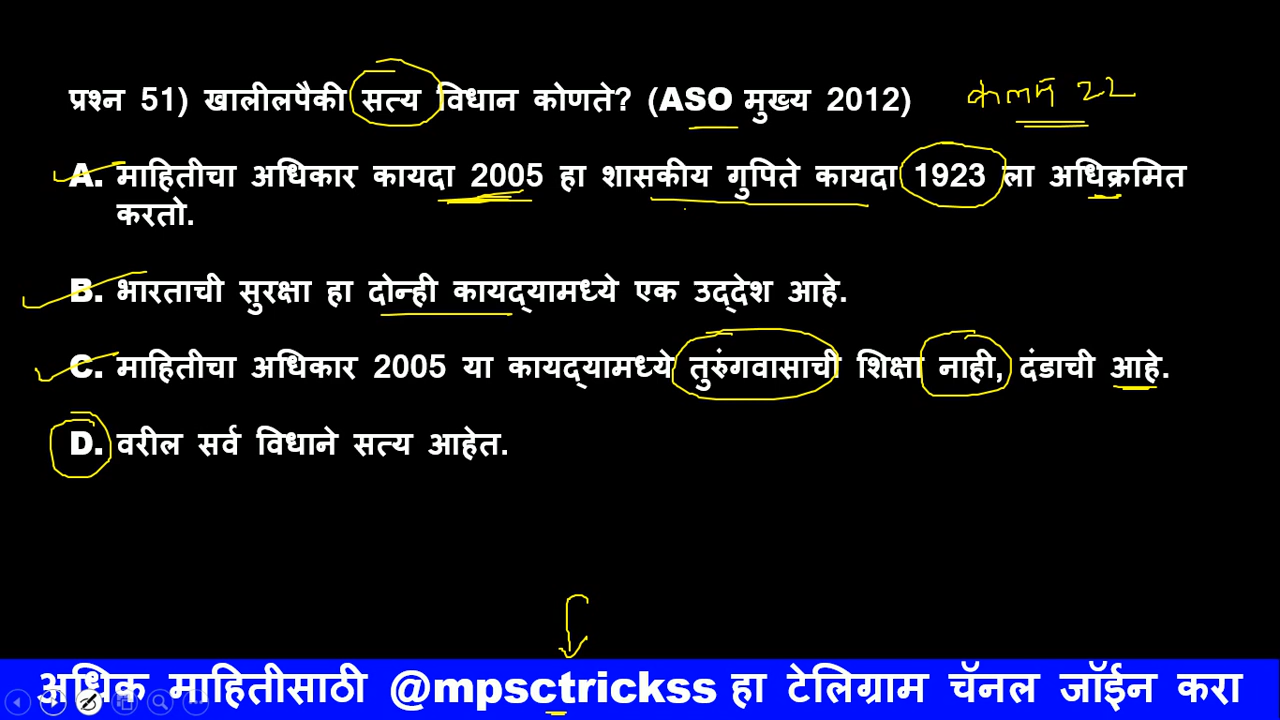 प्रश्न 51) खालीलपैकी सत्य विधान कोणते? (ASO मुख्य 2012) कलम 22
A. माहितीचा अधिकार कायदा 2005 हा शासकीय गुपिते कायदा 1923 ला अधिक्रमित
करतो.
B. भारताची सुरक्षा हा दोन्ही कायद्यामध्ये एक उद्देश आहे.
C. माहितीचा अधिकार 2005 या कायद्यामध्ये तुरुंगवासाची शिक्षा नाही, दंडाची आहे.
D. वरील सर्व विधाने सत्य आहेत.
अधिक माहितीसाठी @mpsctrickss हा टेलिग्राम चॅनल जॉईन करा